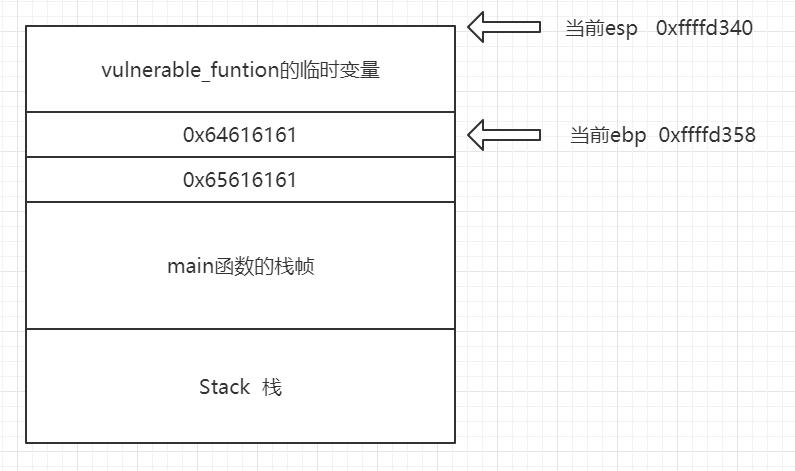 当前esp 0xffffd340
vulnerable_funtion的临时变量
0x64616161
当前ebp 0xffffd358
0x65616161
main函数的栈帧
Stack 栈